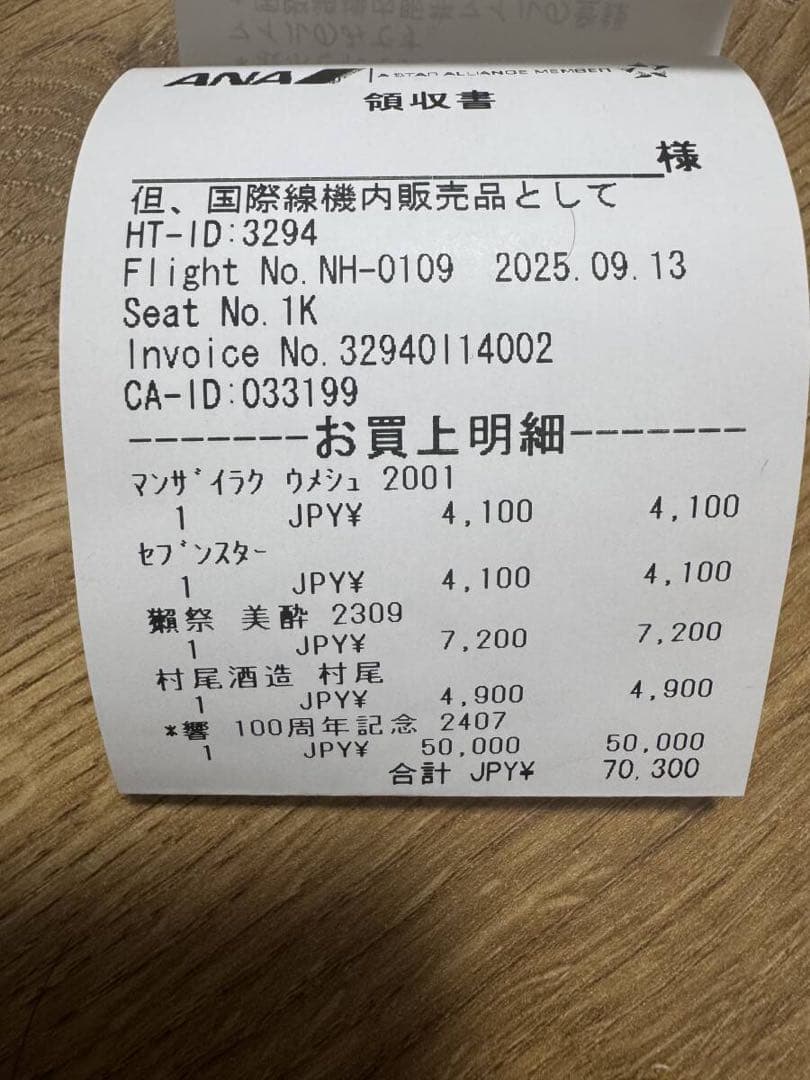 ANA A STAR ALLIANCE MEMBER
領収書
様
但、国際線機内販売品として
HT-ID:3294
Flight No.NH-0109 2025.09.13
Seat No.1K
Invoice No.32940I14002
CA-ID:033199
-------お買上明細-------
マンザイラク ウメシュ 2001
1 JPY¥ 4,100 4,100
セブンスター
1 JPY¥ 4,100 4,100
獺祭 美酔 2309
1 JPY¥ 7,200 7,200
村尾酒造 村尾
1 JPY¥ 4,900 4,900
*響 100周年記念 2407
1 JPY¥ 50,000 50,000
合計 JPY¥ 70,300